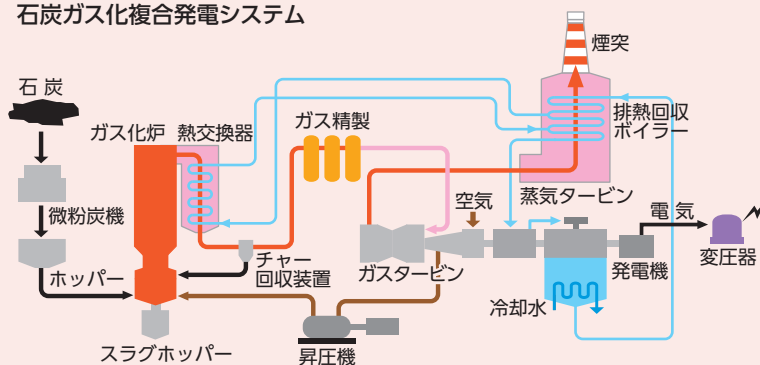 石炭ガス化複合発電システム
石炭
微粉炭機
ホッパー
ガス化炉
熱交換器
ガス精製
チャー
回収装置
スラグホッパー
昇圧機
ガスタービン
空気
蒸気タービン
煙突
排熱回収
ボイラー
冷却水
発電機
電気
変圧器